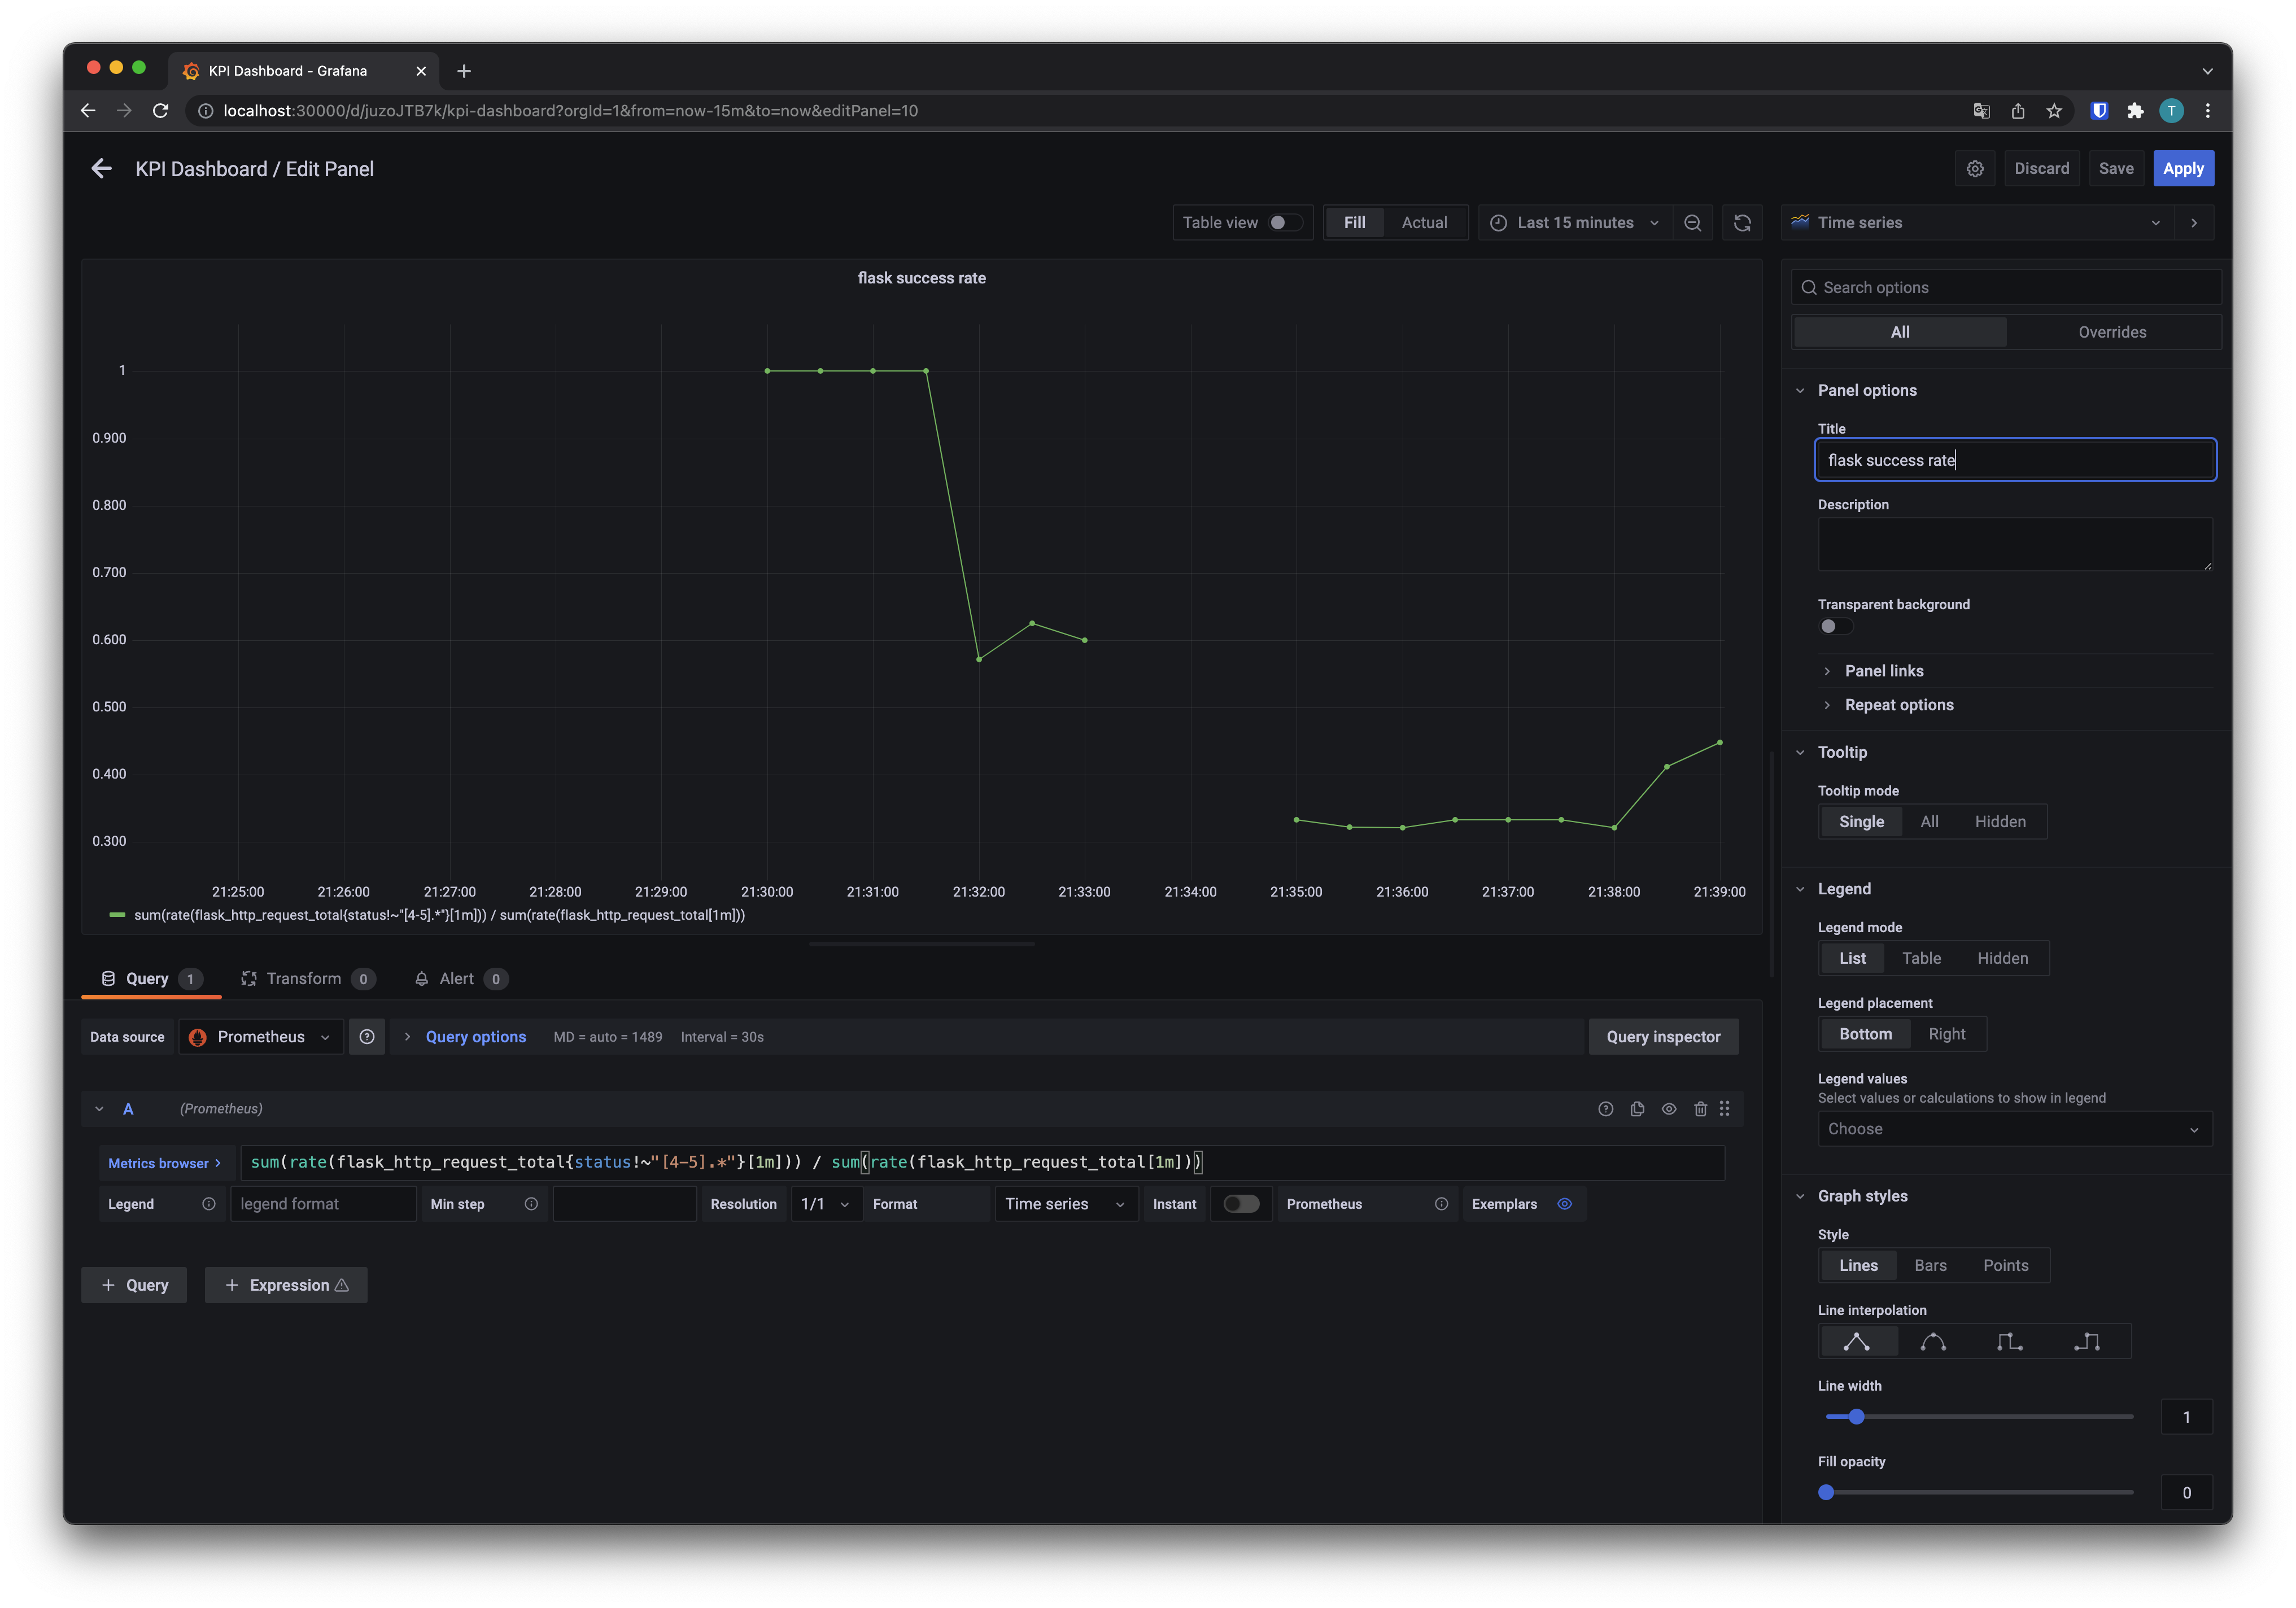 KPI Dashboard - Grafana
localhost:30000/d/juzoJTB7k/kpi-dashboard?orgId=1&from=now-15m&to=now&editPanel=10
T
KPI Dashboard / Edit Panel
Discard
Save
Apply
Table view
Fill
Actual
Last 15 minutes
Time series
flask success rate
1
0.900
0.800
0.700
0.600
0.500
0.400
0.300
21:25:00 21:26:00 21:27:00 21:28:00 21:29:00 21:30:00 21:31:00 21:32:00 21:33:00 21:34:00 21:35:00 21:36:00 21:37:00 21:38:00 21:39:00
sum(rate(flask_http_request_total{status!~"[4-5].*"}[1m])) / sum(rate(flask_http_request_total[1m]))
Query 1
Transform 0
Alert 0
Data source
Prometheus
Query options
MD = auto = 1489
Interval = 30s
Query inspector
A
(Prometheus)
Metrics browser >
sum(rate(flask_http_request_total{status!~"[4-5].*"}[1m])) / sum(rate(flask_http_request_total[1m]))
Legend
legend format
Min step
Resolution
1/1
Format
Time series
Instant
Prometheus
Exemplars
+ Query
+ Expression
Search options
All
Overrides
Panel options
Title
flask success rate
Description
Transparent background
Panel links
Repeat options
Tooltip
Tooltip mode
Single All Hidden
Legend
Legend mode
List Table Hidden
Legend placement
Bottom Right
Legend values
Select values or calculations to show in legend
Choose
Graph styles
Style
Lines Bars Points
Line interpolation
Line width
1
Fill opacity
0